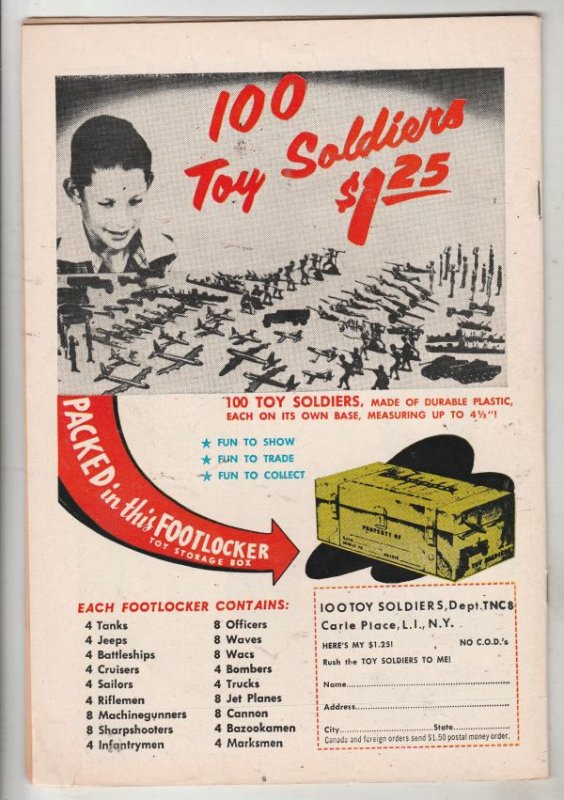 100
Toy Soldiers
$1 25
100 TOY SOLDIERS, MADE OF DURABLE PLASTIC,
EACH ON ITS OWN BASE, MEASURING UP TO 4½"!
★ FUN TO SHOW
★ FUN TO TRADE
★ FUN TO COLLECT
PACKED in this FOOTLOCKER
TOY STORAGE BOX
PROPERTY OF
EACH FOOTLOCKER CONTAINS:
4 Tanks
4 Jeeps
4 Battleships
4 Cruisers
4 Sailors
4 Riflemen
8 Machinegunners
8 Sharpshooters
4 Infantrymen
8 Officers
8 Waves
8 Wacs
4 Bombers
4 Trucks
8 Jet Planes
8 Cannon
4 Bazookamen
4 Marksmen
100 TOY SOLDIERS, Dept. TNC8
Carle Place, L.I., N.Y.
HERE'S MY $1.25! NO C.O.D.'s
Rush the TOY SOLDIERS TO ME!
Name
Address
City State
Canada and foreign orders send $1.50 postal money order.